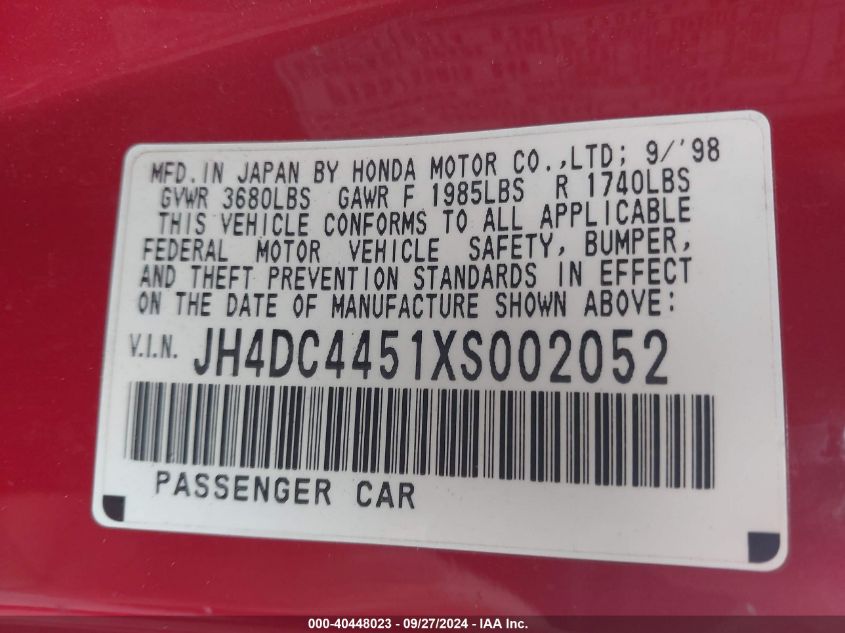 MFD. IN JAPAN BY HONDA MOTOR CO.,LTD; 9/'98
GVWR 3680LBS GAWR F 1985LBS R 1740LBS
THIS VEHICLE CONFORMS TO ALL APPLICABLE
FEDERAL MOTOR VEHICLE SAFETY, BUMPER,
AND THEFT PREVENTION STANDARDS IN EFFECT
ON THE DATE OF MANUFACTURE SHOWN ABOVE:
V.I.N. JH4DC4451XS002052
PASSENGER CAR
000-40448023 - 09/27/2024 - IAA Inc.